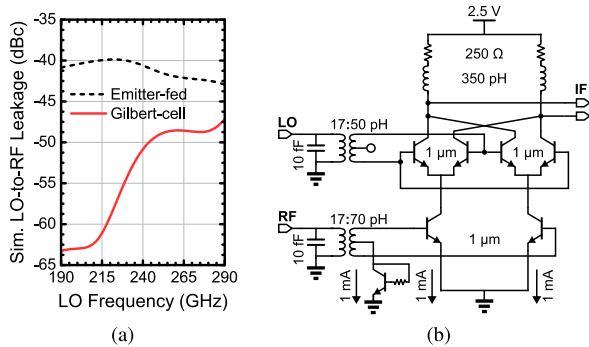 Sim. LO-to-RF Leakage (dBc)
-35
-40
-45
-50
-55
-60
-65
Emitter-fed
Gilbert-cell
190 215 240 265 290
LO Frequency (GHz)
(a)
2.5 V
250 Ω
350 pH
IF
LO
17:50 pH
10 fF
1 µm
1 µm
RF
17:70 pH
10 fF
1 µm
1 mA
1 mA
1 mA
(b)